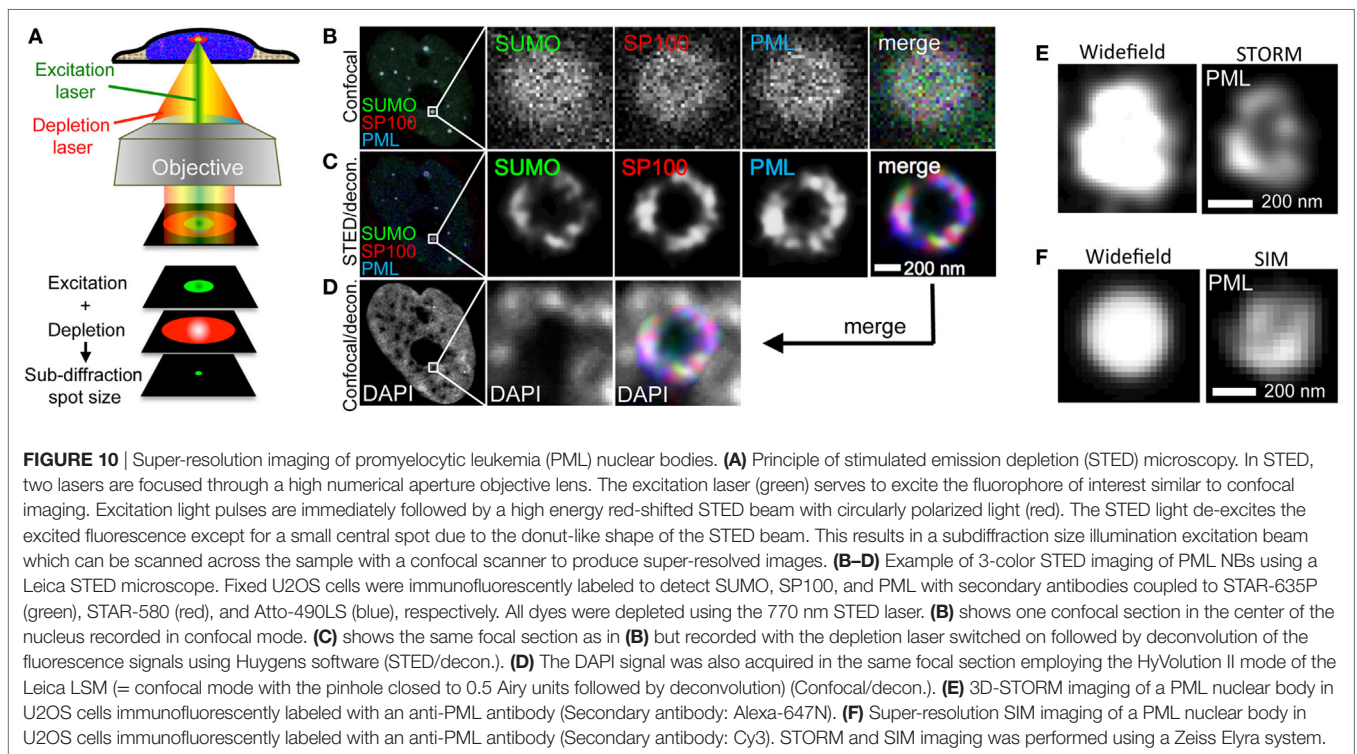 A
Excitation
laser
Depletion
laser
Objective
Excitation
+
Depletion
Sub-diffraction
spot size
B
Confocal
SUMO
SP100
PML
SUMO
SP100
PML
merge
C
STED/decon.
SUMO
SP100
PML
SUMO
SP100
PML
merge
200 nm
D
Confocal/decon.
DAPI
DAPI
merge
E
Widefield
STORM
PML
200 nm
F
Widefield
SIM
PML
200 nm
FIGURE 10 | Super-resolution imaging of promyelocytic leukemia (PML) nuclear bodies. (A) Principle of stimulated emission depletion (STED) microscopy. In STED,
two lasers are focused through a high numerical aperture objective lens. The excitation laser (green) serves to excite the fluorophore of interest similar to confocal
imaging. Excitation light pulses are immediately followed by a high energy red-shifted STED beam with circularly polarized light (red). The STED light de-excites the
excited fluorescence except for a small central spot due to the donut-like shape of the STED beam. This results in a subdiffraction size illumination excitation beam
which can be scanned across the sample with a confocal scanner to produce super-resolved images. (B–D) Example of 3-color STED imaging of PML NBs using a
Leica STED microscope. Fixed U2OS cells were immunofluorescently labeled to detect SUMO, SP100, and PML with secondary antibodies coupled to STAR-635P
(green), STAR-580 (red), and Atto-490LS (blue), respectively. All dyes were depleted using the 770 nm STED laser. (B) shows one confocal section in the center of the
nucleus recorded in confocal mode. (C) shows the same focal section as in (B) but recorded with the depletion laser switched on followed by deconvolution of the
fluorescence signals using Huygens software (STED/decon.). (D) The DAPI signal was also acquired in the same focal section employing the HyVolution II mode of the
Leica LSM (= confocal mode with the pinhole closed to 0.5 Airy units followed by deconvolution) (Confocal/decon.). (E) 3D-STORM imaging of a PML nuclear body in
U2OS cells immunofluorescently labeled with an anti-PML antibody (Secondary antibody: Alexa-647N). (F) Super-resolution SIM imaging of a PML nuclear body in
U2OS cells immunofluorescently labeled with an anti-PML antibody (Secondary antibody: Cy3). STORM and SIM imaging was performed using a Zeiss Elyra system.